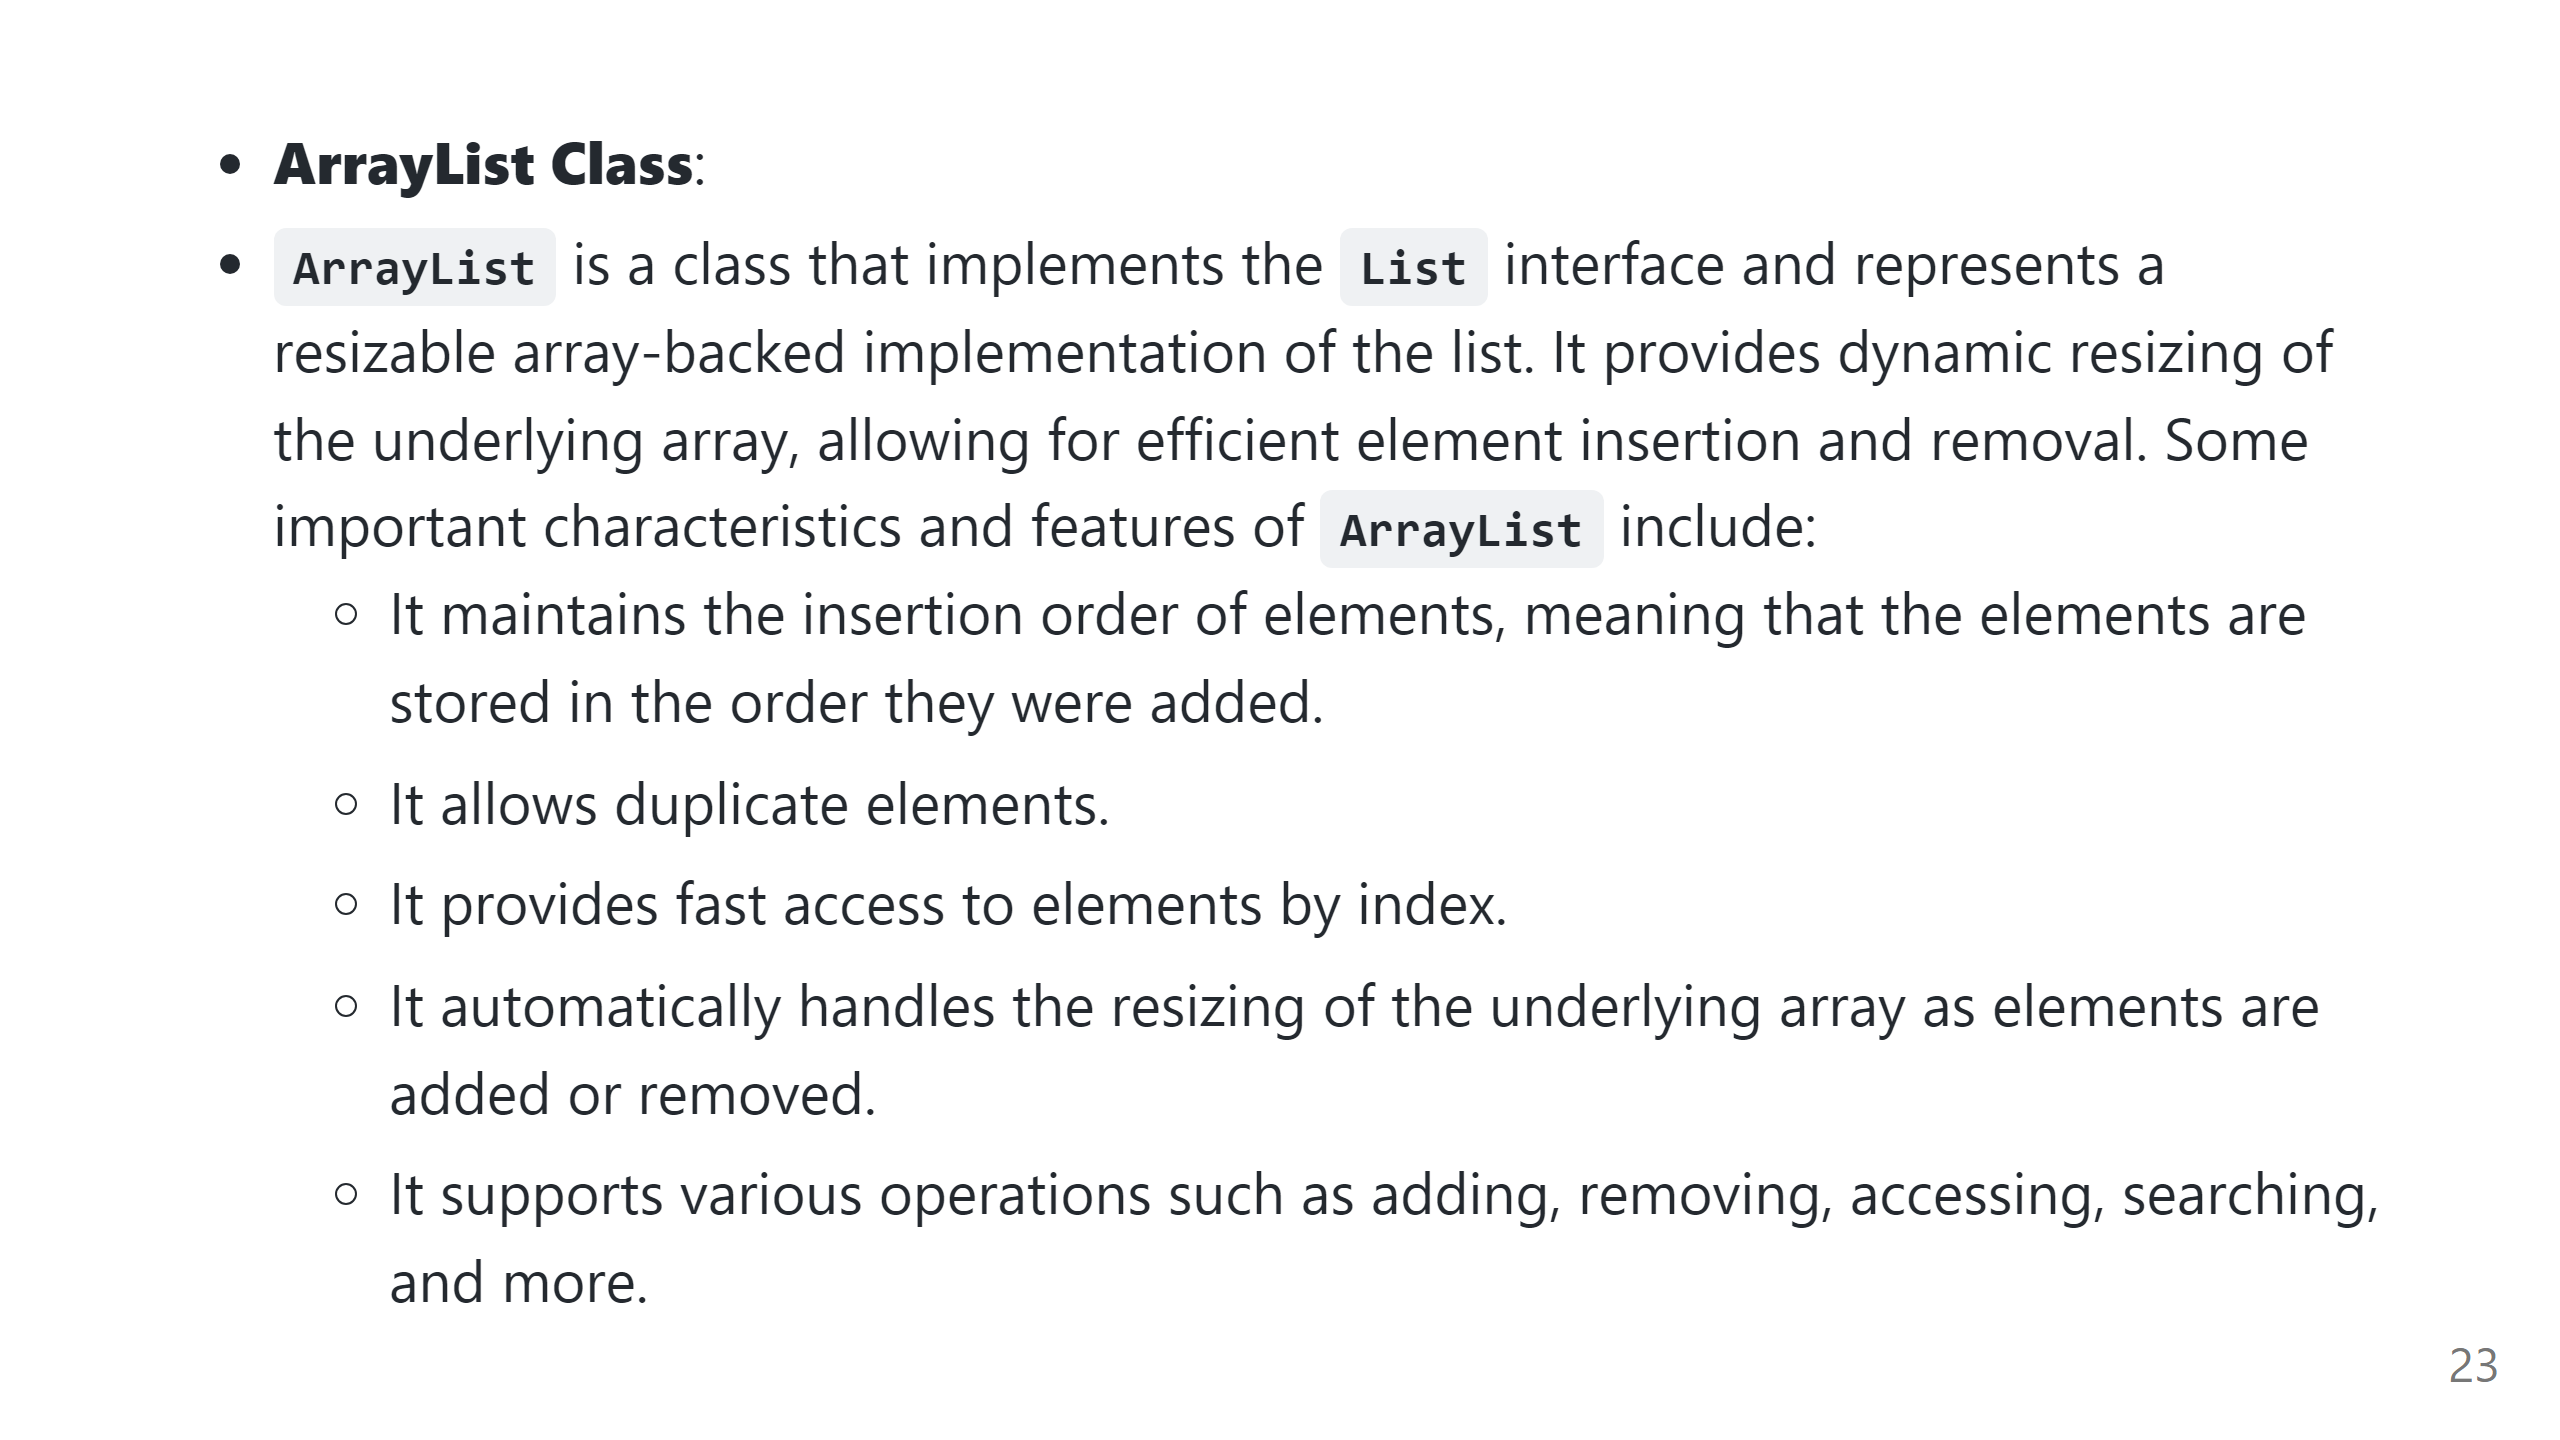 ArrayList Class:
ArrayList is a class that implements the List interface and represents a
resizable array-backed implementation of the list. It provides dynamic resizing of
the underlying array, allowing for efficient element insertion and removal. Some
important characteristics and features of ArrayList include:
It maintains the insertion order of elements, meaning that the elements are
stored in the order they were added.
It allows duplicate elements.
It provides fast access to elements by index.
It automatically handles the resizing of the underlying array as elements are
added or removed.
It supports various operations such as adding, removing, accessing, searching,
and more.
23